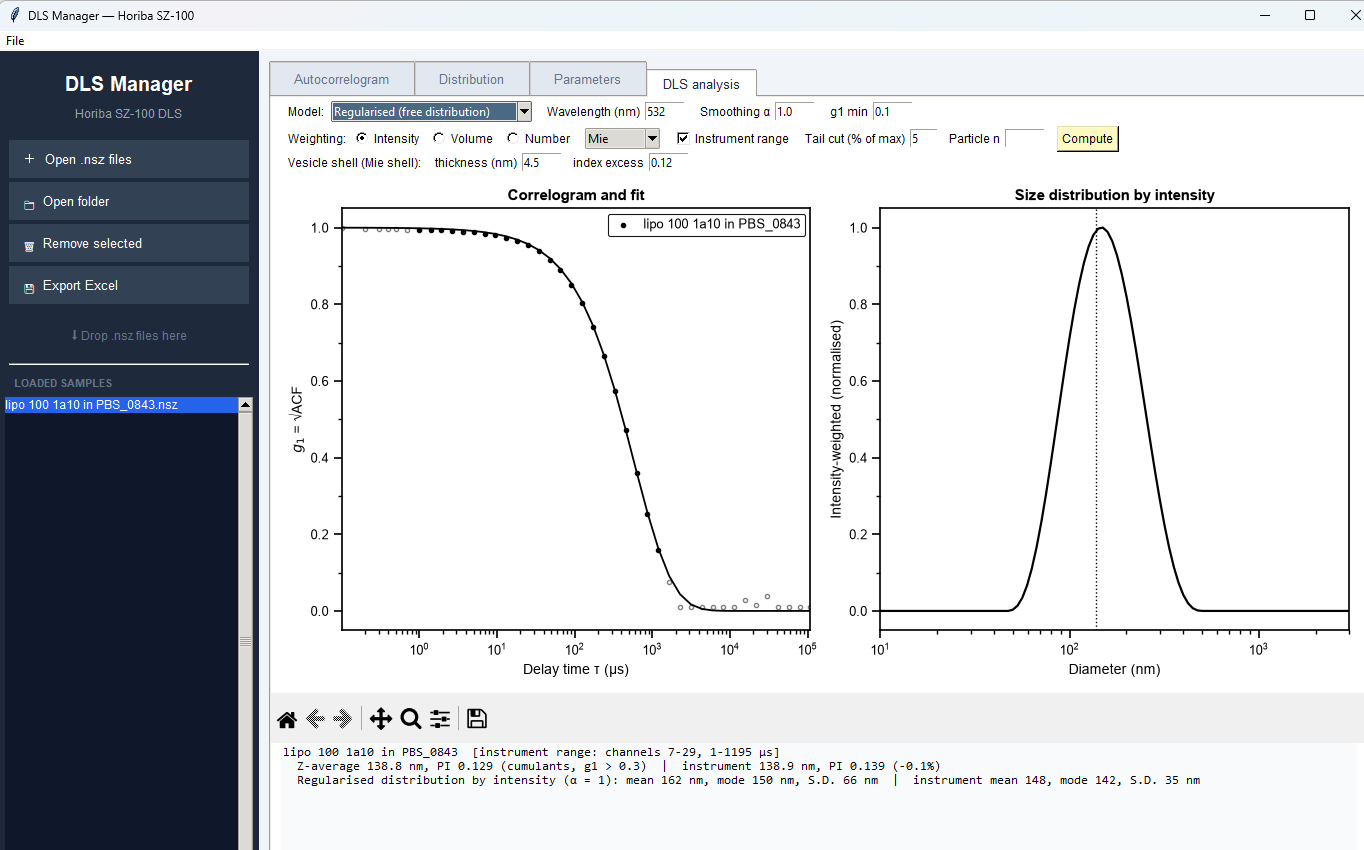 DLS Manager — Horiba SZ-100
File
DLS Manager
Horiba SZ-100 DLS
+ Open .nsz files
Open folder
Remove selected
Export Excel
⬇ Drop .nsz files here
LOADED SAMPLES
lipo 100 1a10 in PBS_0843.nsz
Autocorrelogram Distribution Parameters DLS analysis
Model: Regularised (free distribution) Wavelength (nm) 532 Smoothing α 1.0 g1 min 0.1
Weighting: Intensity Volume Number Mie Instrument range Tail cut (% of max) 5 Particle n Compute
Vesicle shell (Mie shell): thickness (nm) 4.5 index excess 0.12
Correlogram and fit
lipo 100 1a10 in PBS_0843
g₁ = √ACF
1.0
0.8
0.6
0.4
0.2
0.0
10⁰ 10¹ 10² 10³ 10⁴ 10⁵
Delay time τ (µs)
Size distribution by intensity
Intensity-weighted (normalised)
1.0
0.8
0.6
0.4
0.2
0.0
10¹ 10² 10³
Diameter (nm)
lipo 100 1a10 in PBS_0843 [instrument range: channels 7-29, 1-1195 µs]
Z-average 138.8 nm, PI 0.129 (cumulants, g1 > 0.3) | instrument 138.9 nm, PI 0.139 (-0.1%)
Regularised distribution by intensity (α = 1): mean 162 nm, mode 150 nm, S.D. 66 nm | instrument mean 148, mode 142, S.D. 35 nm